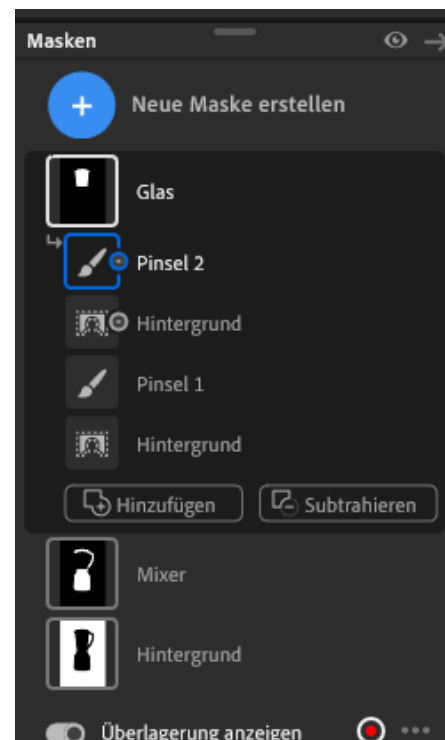 Masken
Neue Maske erstellen
Glas
Pinsel 2
Hintergrund
Pinsel 1
Hintergrund
Hinzufügen Subtrahieren
Mixer
Hintergrund
Überlagerung anzeigen